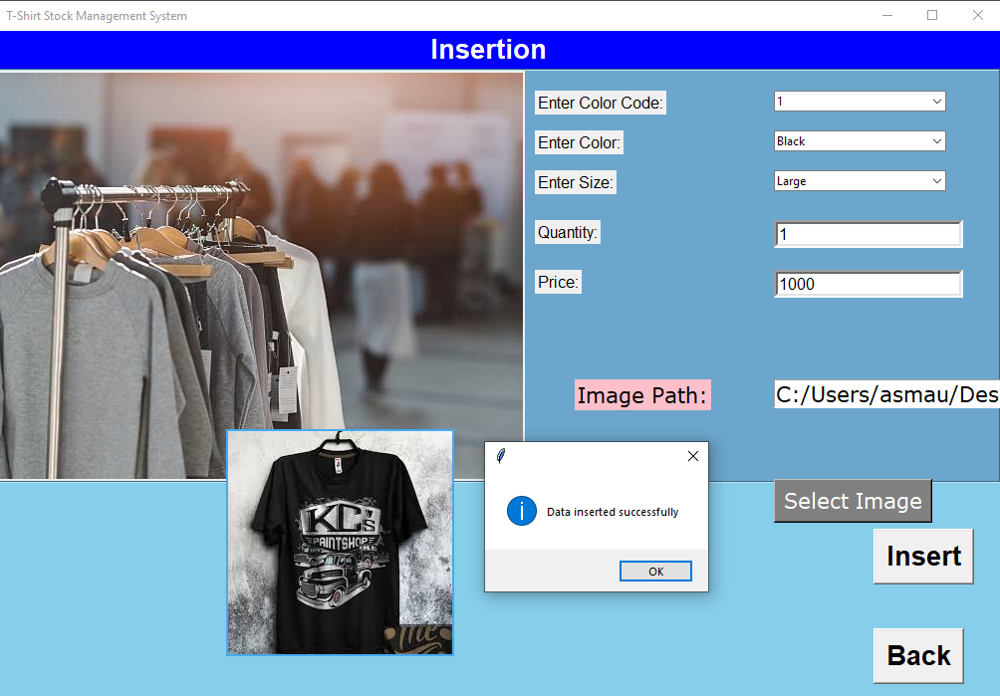 T-Shirt Stock Management System
Insertion
Enter Color Code:
1
Enter Color:
Black
Enter Size:
Large
Quantity:
1
Price:
1000
Image Path:
C:/Users/asmau/Des
KC's
PAINTSHOP
The
Data inserted successfully
OK
Select Image
Insert
Back